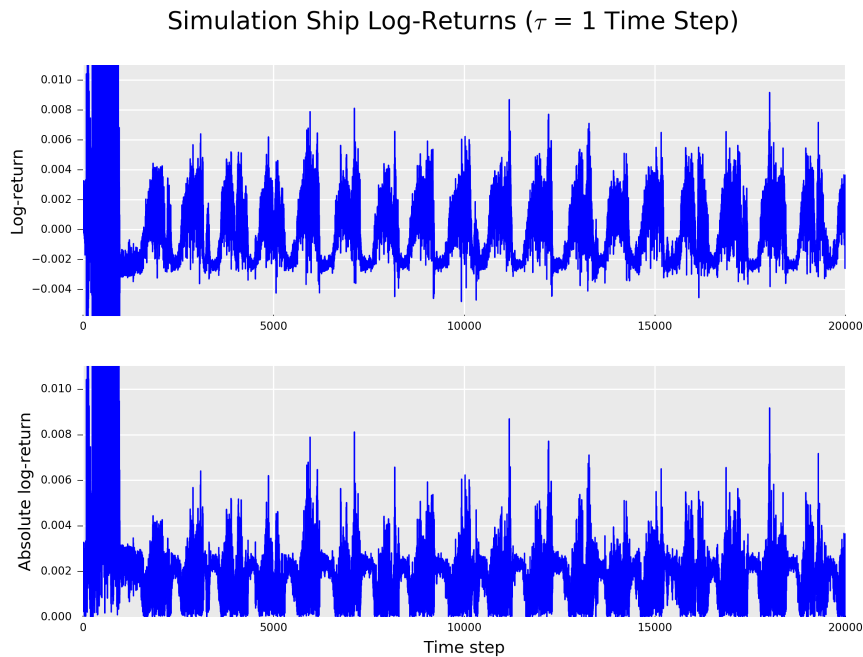 Simulation Ship Log-Returns (τ = 1 Time Step)
0.010
0.008
0.006
0.004
0.002
0.000
−0.002
−0.004
Log-return
0 5000 10000 15000 20000
0.010
0.008
0.006
0.004
0.002
0.000
Absolute log-return
0 5000 10000 15000 20000
Time step